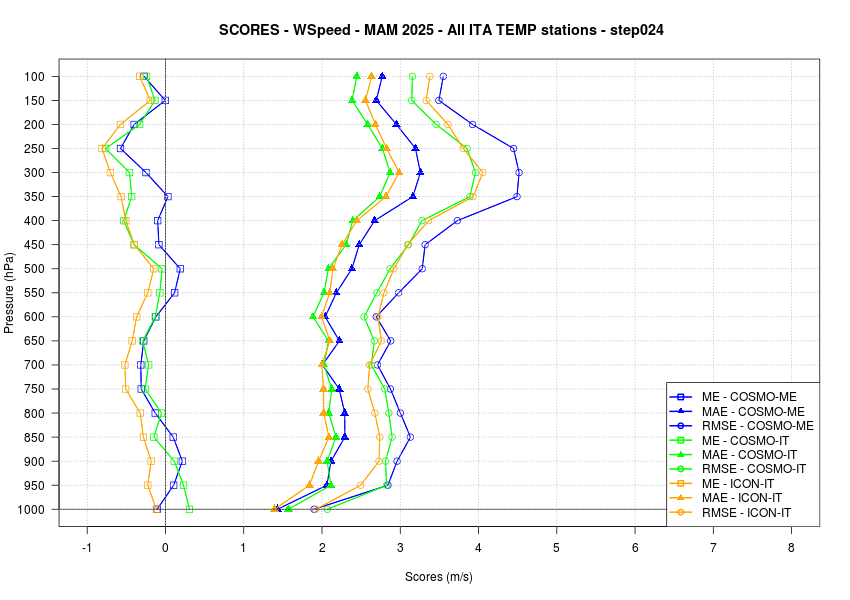 SCORES - WSpeed - MAM 2025 - All ITA TEMP stations - step024
Pressure (hPa)
100
150
200
250
300
350
400
450
500
550
600
650
700
750
800
850
900
950
1000
ME - COSMO-ME
MAE - COSMO-ME
RMSE - COSMO-ME
ME - COSMO-IT
MAE - COSMO-IT
RMSE - COSMO-IT
ME - ICON-IT
MAE - ICON-IT
RMSE - ICON-IT
-1 0 1 2 3 4 5 6 7 8
Scores (m/s)